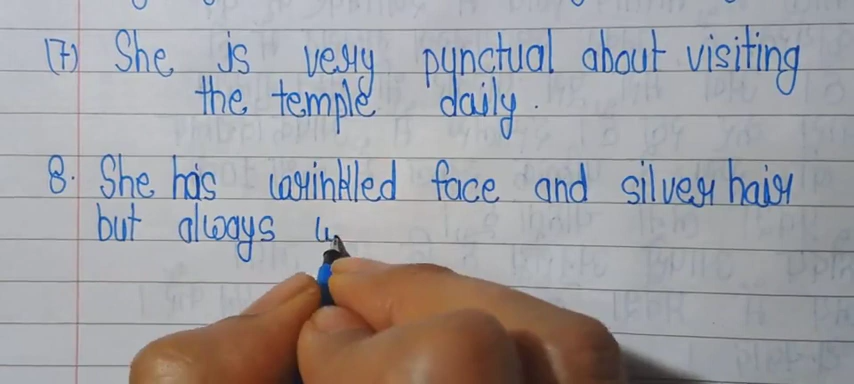 (7) She is very punctual about visiting
the temple daily.
8. She has wrinkled face and silver hair
but always